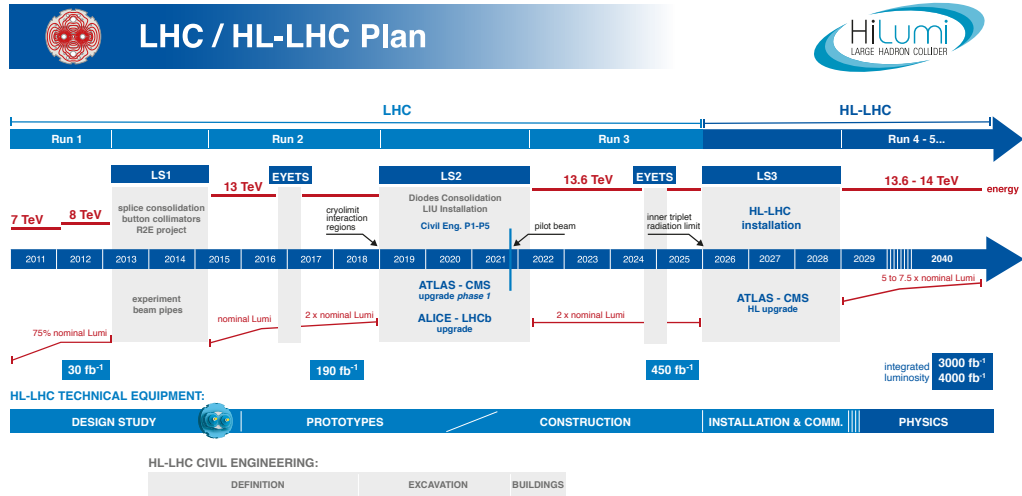 LHC / HL-LHC Plan
HiLumi
LARGE HADRON COLLIDER
LHC
HL-LHC
Run 1
Run 2
Run 3
Run 4 - 5...
LS1
EYETS
LS2
EYETS
LS3
13 TeV
13.6 TeV
13.6 - 14 TeV
energy
7 TeV
8 TeV
splice consolidation
button collimators
R2E project
cryolimit
interaction
regions
Diodes Consolidation
LIU Installation
Civil Eng. P1-P5
pilot beam
inner triplet
radiation limit
HL-LHC
installation
2011 2012 2013 2014 2015 2016 2017 2018 2019 2020 2021 2022 2023 2024 2025 2026 2027 2028 2029 2040
experiment
beam pipes
ATLAS - CMS
upgrade phase 1
ALICE - LHCb
upgrade
ATLAS - CMS
HL upgrade
5 to 7.5 x nominal Lumi
75% nominal Lumi
nominal Lumi
2 x nominal Lumi
2 x nominal Lumi
30 fb⁻¹
190 fb⁻¹
450 fb⁻¹
integrated
luminosity
3000 fb⁻¹
4000 fb⁻¹
HL-LHC TECHNICAL EQUIPMENT:
DESIGN STUDY
PROTOTYPES
CONSTRUCTION
INSTALLATION & COMM.
PHYSICS
HL-LHC CIVIL ENGINEERING:
DEFINITION
EXCAVATION
BUILDINGS